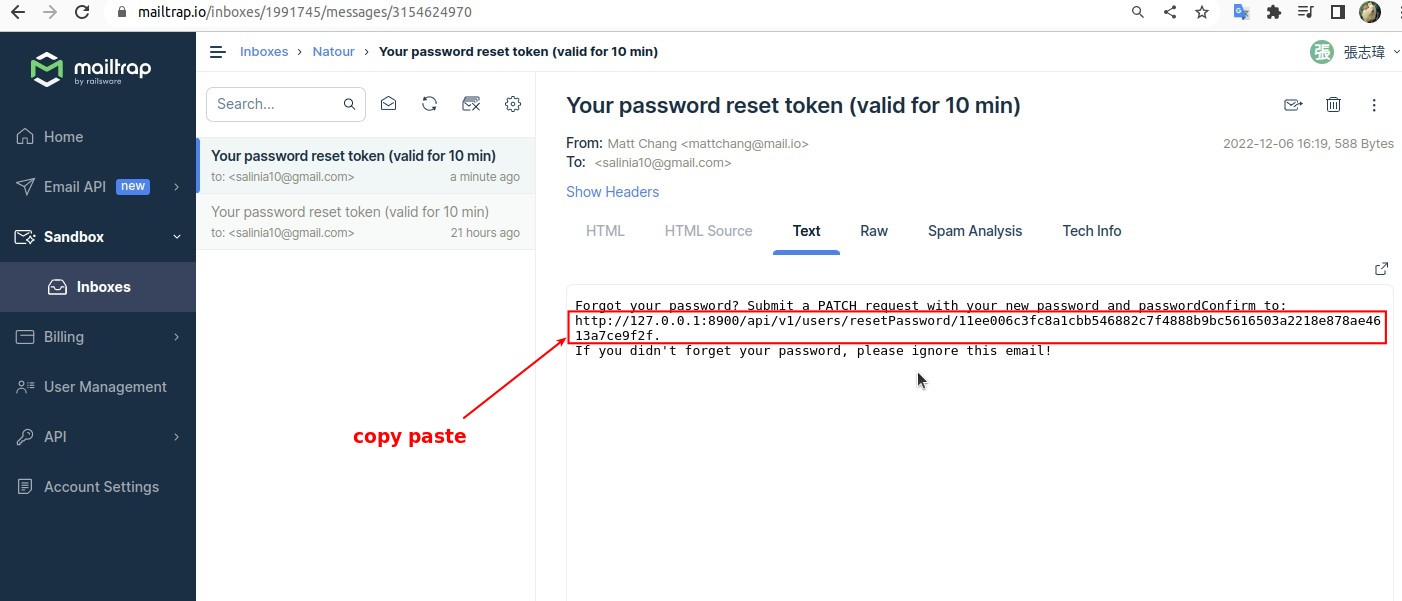 mailtrap.io/inboxes/1991745/messages/3154624970
mailtrap
by railsware
Inboxes › Natour › Your password reset token (valid for 10 min)
張 張志瑋
Home
Email API new
Sandbox
Inboxes
Billing
User Management
API
Account Settings
Search...
Your password reset token (valid for 10 min)
to: <salinia10@gmail.com> a minute ago
Your password reset token (valid for 10 min)
to: <salinia10@gmail.com> 21 hours ago
Your password reset token (valid for 10 min)
From: Matt Chang <mattchang@mail.io> 2022-12-06 16:19, 588 Bytes
To: <salinia10@gmail.com>
Show Headers
HTML HTML Source Text Raw Spam Analysis Tech Info
Forgot your password? Submit a PATCH request with your new password and passwordConfirm to:
http://127.0.0.1:8900/api/v1/users/resetPassword/11ee006c3fc8a1cbb546882c7f4888b9bc5616503a2218e878ae46
13a7ce9f2f.
If you didn't forget your password, please ignore this email!
copy paste